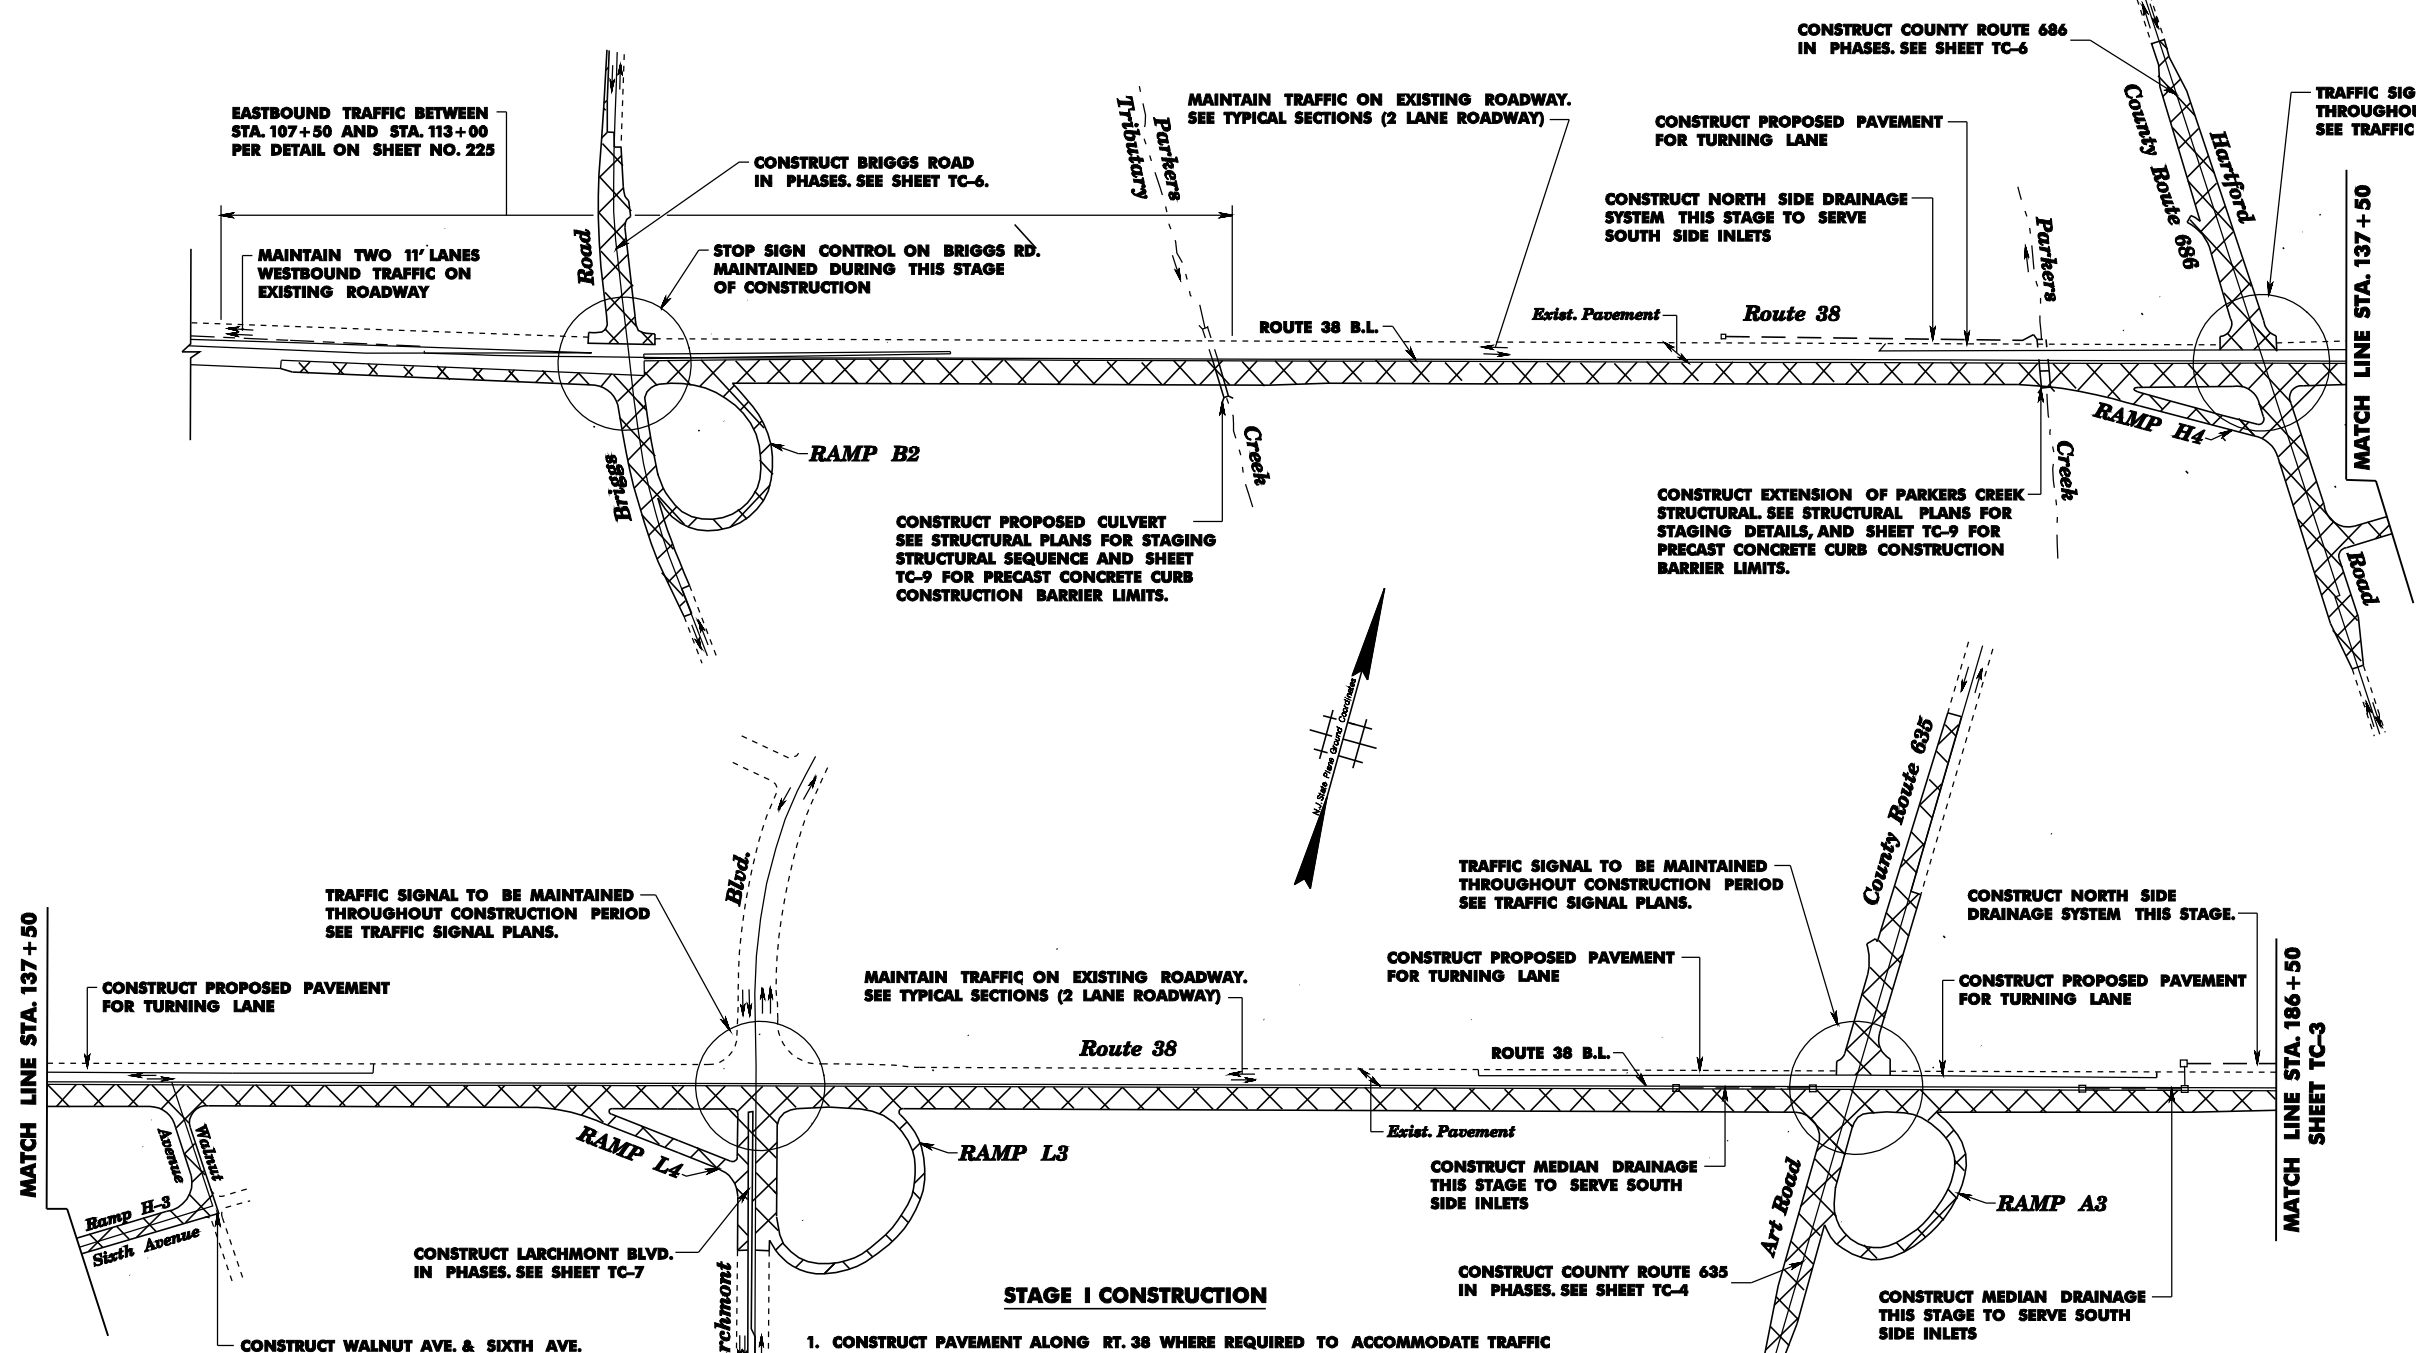 CONSTRUCT COUNTY ROUTE 686
IN PHASES. SEE SHEET TC-6
EASTBOUND TRAFFIC BETWEEN
STA. 107+50 AND STA. 113+00
PER DETAIL ON SHEET NO. 225
CONSTRUCT BRIGGS ROAD
IN PHASES. SEE SHEET TC-6.
Tributary
Parkers
MAINTAIN TRAFFIC ON EXISTING ROADWAY.
SEE TYPICAL SECTIONS (2 LANE ROADWAY)
CONSTRUCT PROPOSED PAVEMENT
FOR TURNING LANE
County Route 686
Hartford
TRAFFIC SIG
THROUGHOU
SEE TRAFFIC
CONSTRUCT NORTH SIDE DRAINAGE
SYSTEM THIS STAGE TO SERVE
SOUTH SIDE INLETS
Parkers
MAINTAIN TWO 11' LANES
WESTBOUND TRAFFIC ON
EXISTING ROADWAY
Road
STOP SIGN CONTROL ON BRIGGS RD.
MAINTAINED DURING THIS STAGE
OF CONSTRUCTION
ROUTE 38 B.L.
Exist. Pavement
Route 38
MATCH LINE STA. 137+50
RAMP B2
Briggs
Creek
RAMP H4
Creek
Road
CONSTRUCT PROPOSED CULVERT
SEE STRUCTURAL PLANS FOR STAGING
STRUCTURAL SEQUENCE AND SHEET
TC-9 FOR PRECAST CONCRETE CURB
CONSTRUCTION BARRIER LIMITS.
CONSTRUCT EXTENSION OF PARKERS CREEK
STRUCTURAL. SEE STRUCTURAL PLANS FOR
STAGING DETAILS, AND SHEET TC-9 FOR
PRECAST CONCRETE CURB CONSTRUCTION
BARRIER LIMITS.
N.J. State Plane Ground Coordinates
MATCH LINE STA. 137+50
TRAFFIC SIGNAL TO BE MAINTAINED
THROUGHOUT CONSTRUCTION PERIOD
SEE TRAFFIC SIGNAL PLANS.
Blvd.
CONSTRUCT PROPOSED PAVEMENT
FOR TURNING LANE
MAINTAIN TRAFFIC ON EXISTING ROADWAY.
SEE TYPICAL SECTIONS (2 LANE ROADWAY)
Route 38
TRAFFIC SIGNAL TO BE MAINTAINED
THROUGHOUT CONSTRUCTION PERIOD
SEE TRAFFIC SIGNAL PLANS.
County Route 635
CONSTRUCT NORTH SIDE
DRAINAGE SYSTEM THIS STAGE.
CONSTRUCT PROPOSED PAVEMENT
FOR TURNING LANE
CONSTRUCT PROPOSED PAVEMENT
FOR TURNING LANE
ROUTE 38 B.L.
MATCH LINE STA. 186+50
SHEET TC-3
Avenue
Walnut
Ramp H-3
Sixth Avenue
RAMP L4
RAMP L3
Exist. Pavement
CONSTRUCT MEDIAN DRAINAGE
THIS STAGE TO SERVE SOUTH
SIDE INLETS
Art Road
RAMP A3
CONSTRUCT LARCHMONT BLVD.
IN PHASES. SEE SHEET TC-7
rchmont
CONSTRUCT COUNTY ROUTE 635
IN PHASES. SEE SHEET TC-4
CONSTRUCT MEDIAN DRAINAGE
THIS STAGE TO SERVE SOUTH
SIDE INLETS
STAGE I CONSTRUCTION
CONSTRUCT WALNUT AVE. & SIXTH AVE.
1. CONSTRUCT PAVEMENT ALONG RT. 38 WHERE REQUIRED TO ACCOMMODATE TRAFFIC